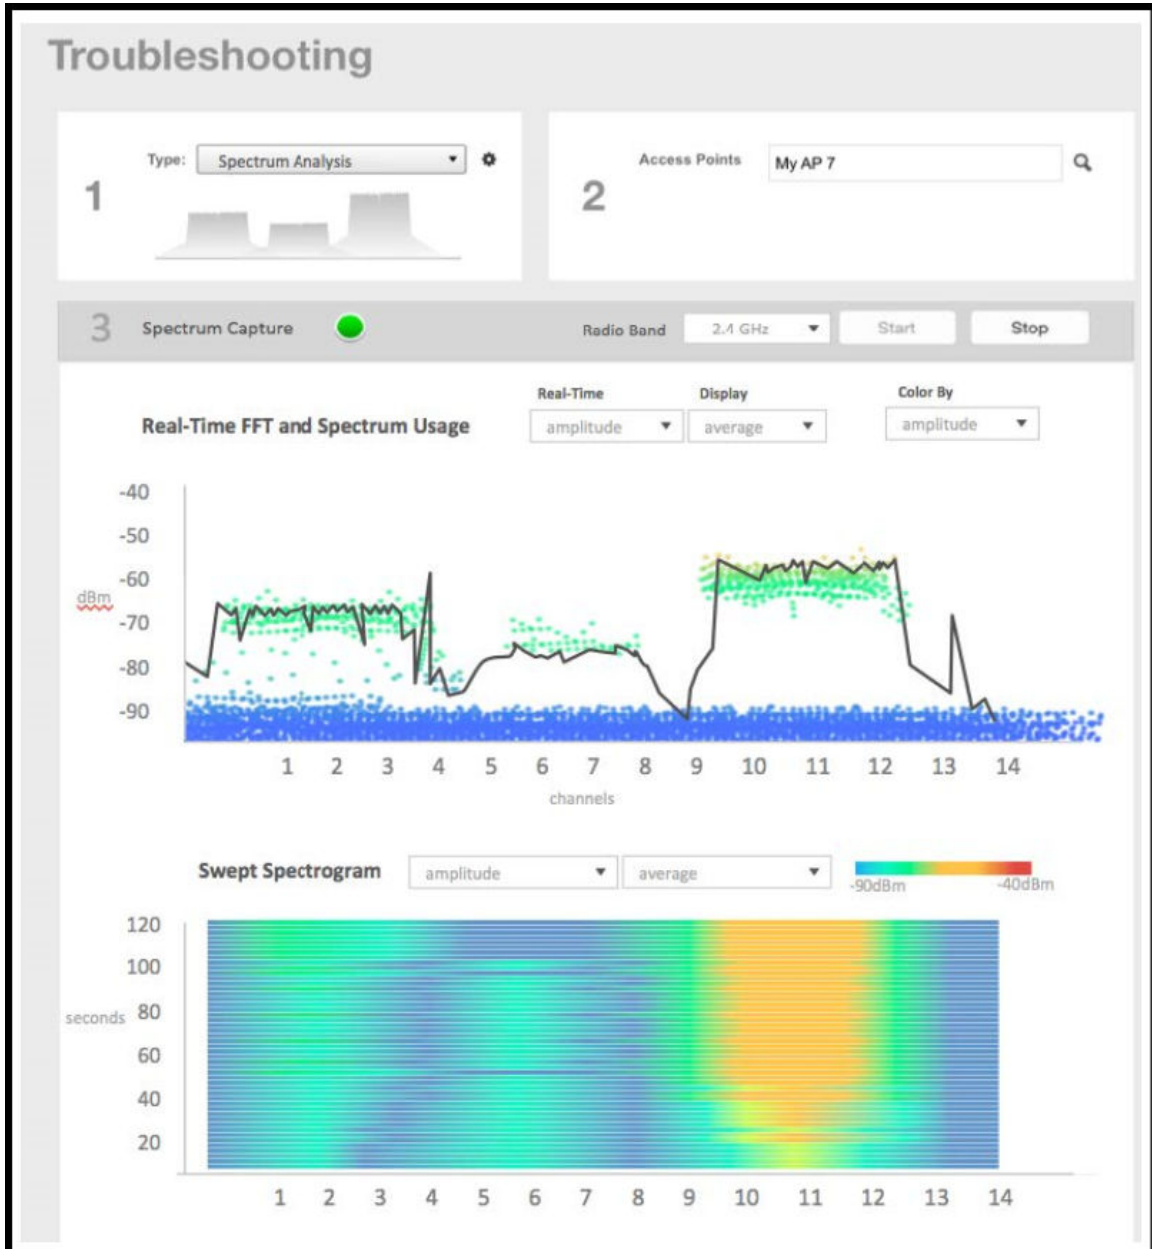 Troubleshooting
1
Type: Spectrum Analysis
2
Access Points My AP 7
3 Spectrum Capture Radio Band 2.4 GHz Start Stop
Real-Time Display Color By
Real-Time FFT and Spectrum Usage amplitude average amplitude
-40
-50
-60
dBm
-70
-80
-90
1 2 3 4 5 6 7 8 9 10 11 12 13 14
channels
Swept Spectrogram amplitude average
-90dBm -40dBm
120
100
seconds 80
60
40
20
1 2 3 4 5 6 7 8 9 10 11 12 13 14